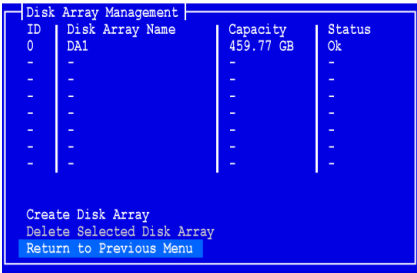 Disk Array Management
ID Disk Array Name Capacity Status
0 DA1 459.77 GB Ok
- - - -
- - - -
- - - -
- - - -
- - - -
- - - -
- - - -
Create Disk Array
Delete Selected Disk Array
Return to Previous Menu